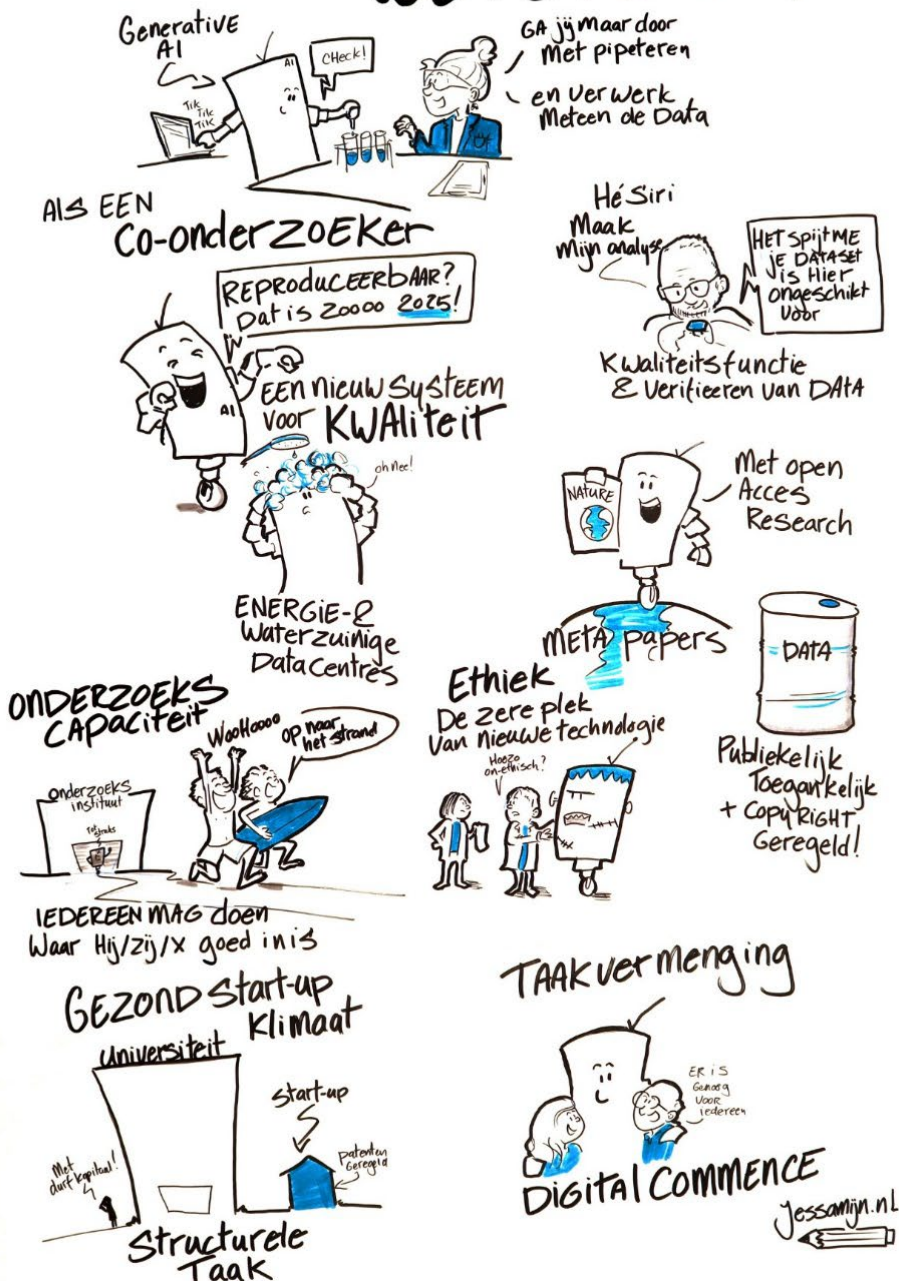 Generative
AI
Tik
Tik
Tik
AI
CHeck!
GA jij maar door
Met pipeteren
en verwerk
Meteen de Data
Als EEN
Co-onderzoEKer
Hé Siri
Maak
Mijn analyse
HET spijt ME
je DATASET
is Hier
ongeschikt
voor
REPRODUCEERbAAR?
Dat is zoooo 2025!
AI
EEN nieuw systeem
voor KWAliteit
Kwaliteitsfunctie
& verifieeren van DAtA
oh nee!
ENERGiE-&
Waterzuinige
DataCentres
NATURE
Met open
Acces
Research
META papers
DATA
Publiekelijk
Toegankelijk
+ CopyRIGHT
Geregeld!
ONDERZOEKS
CAPaciteit
WooHoooo
op naar
het strand
onderzoeks
instituut
IEDEREEN MAG doen
Waar Hij/zij/x goed in is
Ethiek
De zere plek
Van nieuwe technologie
Hoezo
on-ethisch?
GEZOND Start-up
Klimaat
universiteit
start-up
patenten
Geregeld
Met
durf kapitaal!
Structurele
Taak
TAAKvermenging
ER is
Genoeg
voor
iedereen
DiGitAl COMMENCE
jessamijn.nl